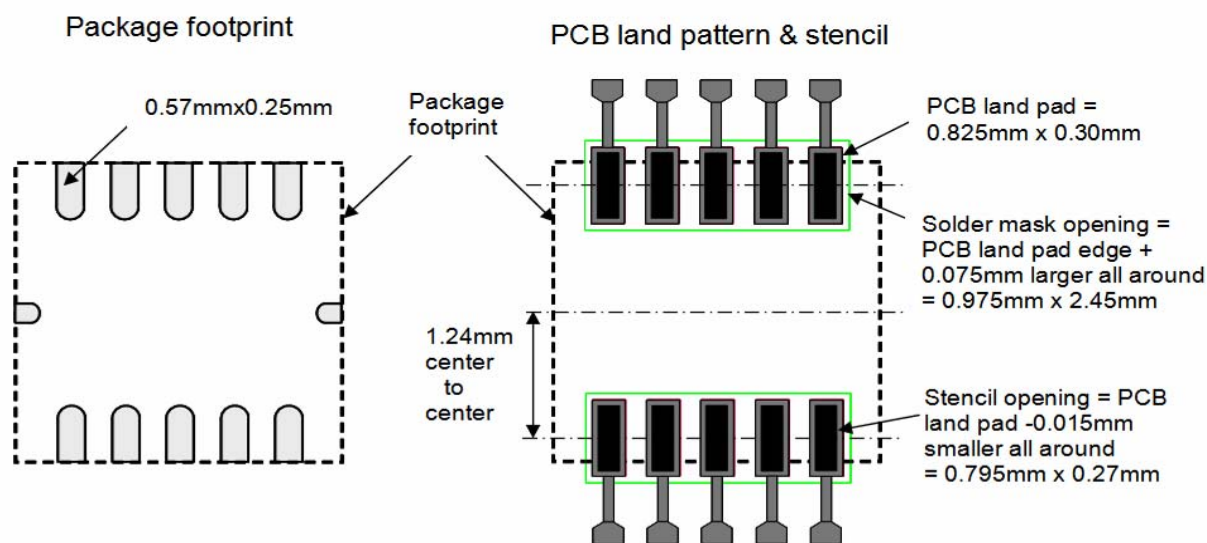 Package footprint
PCB land pattern & stencil
0.57mmx0.25mm
Package
footprint
PCB land pad =
0.825mm x 0.30mm
Solder mask opening =
PCB land pad edge +
0.075mm larger all around
= 0.975mm x 2.45mm
1.24mm
center
to
center
Stencil opening = PCB
land pad -0.015mm
smaller all around
= 0.795mm x 0.27mm